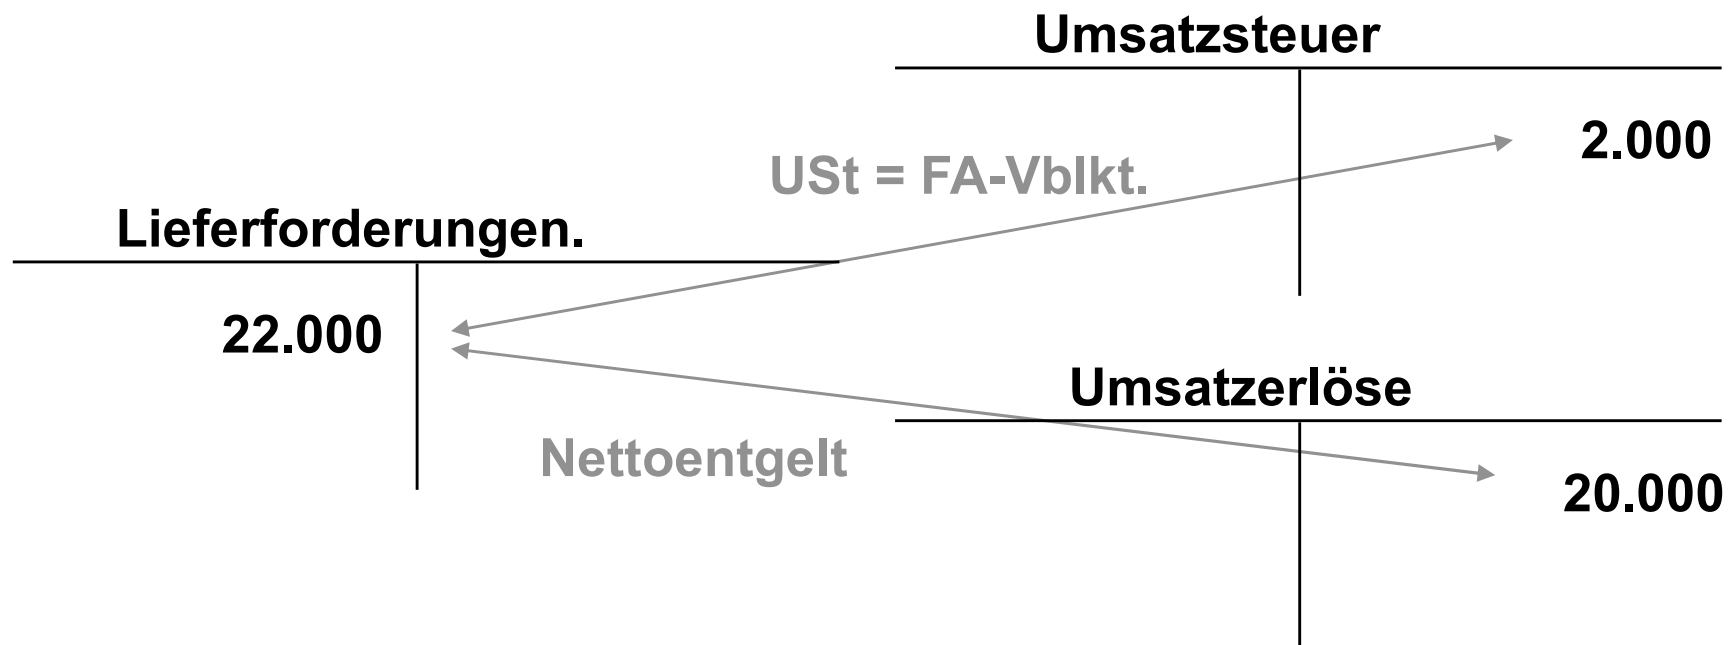 Umsatzsteuer
2.000
USt = FA-Vblkt.
Lieferforderungen.
22.000
Umsatzerlöse
Nettoentgelt
20.000